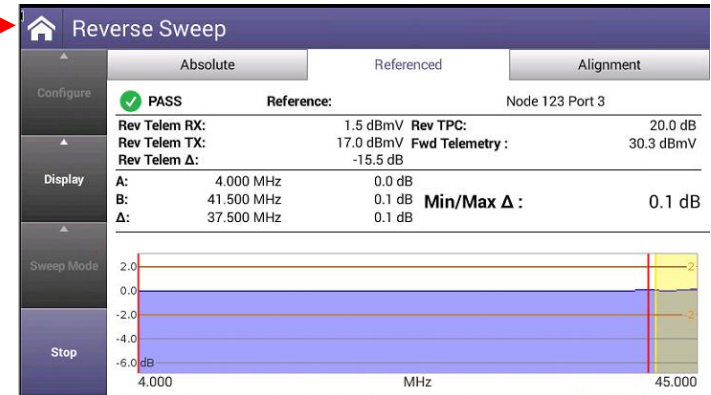 Reverse Sweep
Configure
Display
Sweep Mode
Stop
Absolute Referenced Alignment
PASS Reference: Node 123 Port 3
Rev Telem RX: 1.5 dBmV Rev TPC: 20.0 dB
Rev Telem TX: 17.0 dBmV Fwd Telemetry : 30.3 dBmV
Rev Telem Δ: -15.5 dB
A: 4.000 MHz 0.0 dB
B: 41.500 MHz 0.1 dB Min/Max Δ : 0.1 dB
Δ: 37.500 MHz 0.1 dB
2.0 2
0.0
-2.0 -2
-4.0
-6.0 dB
4.000 MHz 45.000